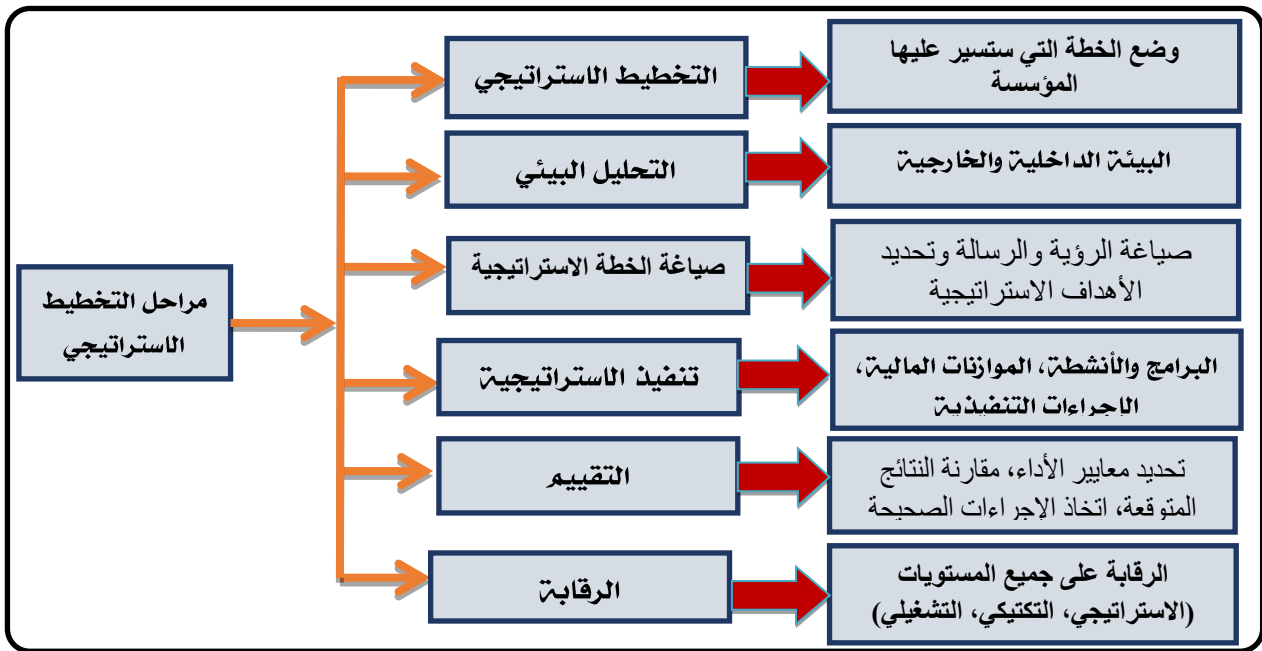 مراحل التخطيط
الاستراتيجي
التخطيط الاستراتيجي
وضع الخطة التي ستسير عليها
المؤسسة
التحليل البيئي
البيئة الداخلية والخارجية
صياغة الخطة الاستراتيجية
صياغة الرؤية والرسالة وتحديد
الأهداف الاستراتيجية
تنفيذ الاستراتيجية
البرامج والأنشطة، الموازنات المالية،
الإجراءات التنفيذية
التقييم
تحديد معايير الأداء، مقارنة النتائج
المتوقعة، اتخاذ الإجراءات الصحيحة
الرقابة
الرقابة على جميع المستويات
(الاستراتيجي، التكتيكي، التشغيلي)